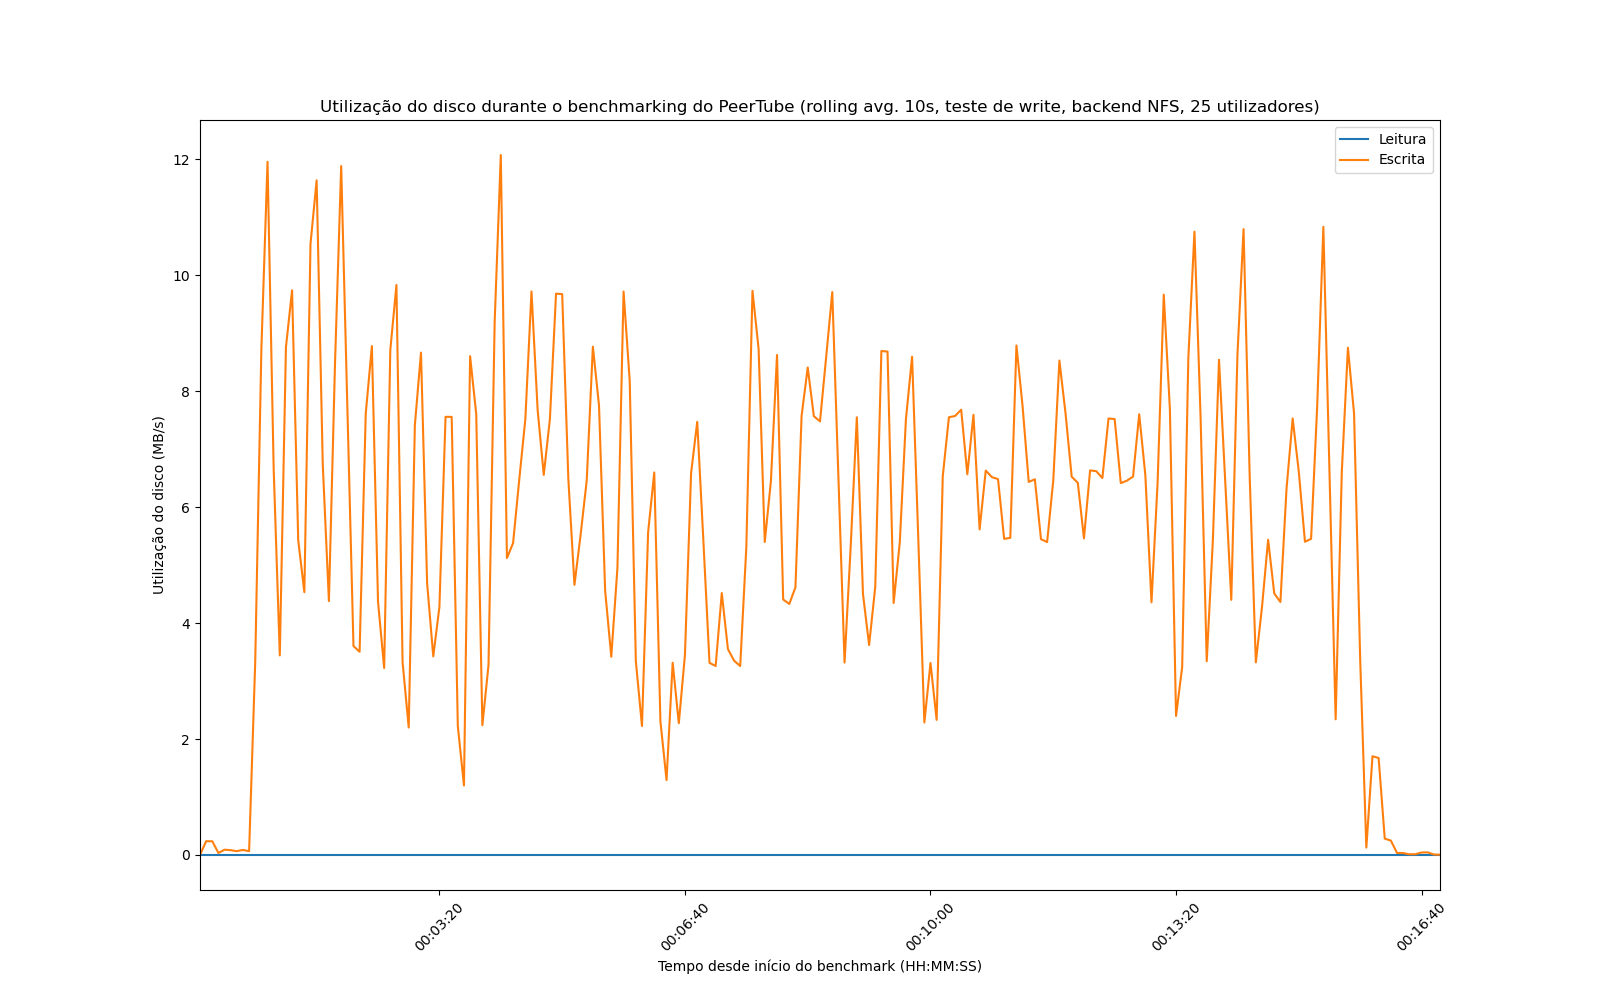 Utilização do disco durante o benchmarking do PeerTube (rolling avg. 10s, teste de write, backend NFS, 25 utilizadores)
Leitura
Escrita
Utilização do disco (MB/s)
12
10
8
6
4
2
0
00:03:20
00:06:40
00:10:00
00:13:20
00:16:40
Tempo desde início do benchmark (HH:MM:SS)